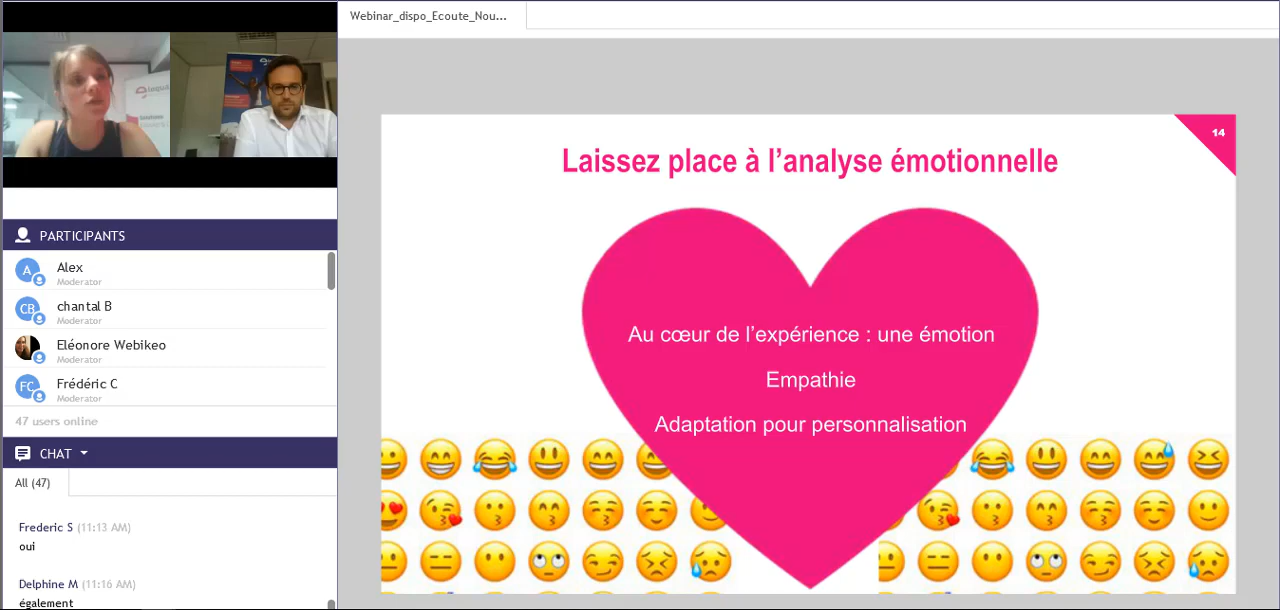 Webinar_dispo_Ecoute_Nou...
PARTICIPANTS
A
Alex
Moderator
CB
chantal B
Moderator
Eléonore Webikeo
Moderator
FC
Frédéric C
Moderator
47 users online
CHAT
All (47)
Frederic S (11:13 AM)
oui
Delphine M (11:16 AM)
également
14
Laissez place à l’analyse émotionnelle
Au cœur de l’expérience : une émotion
Empathie
Adaptation pour personnalisation